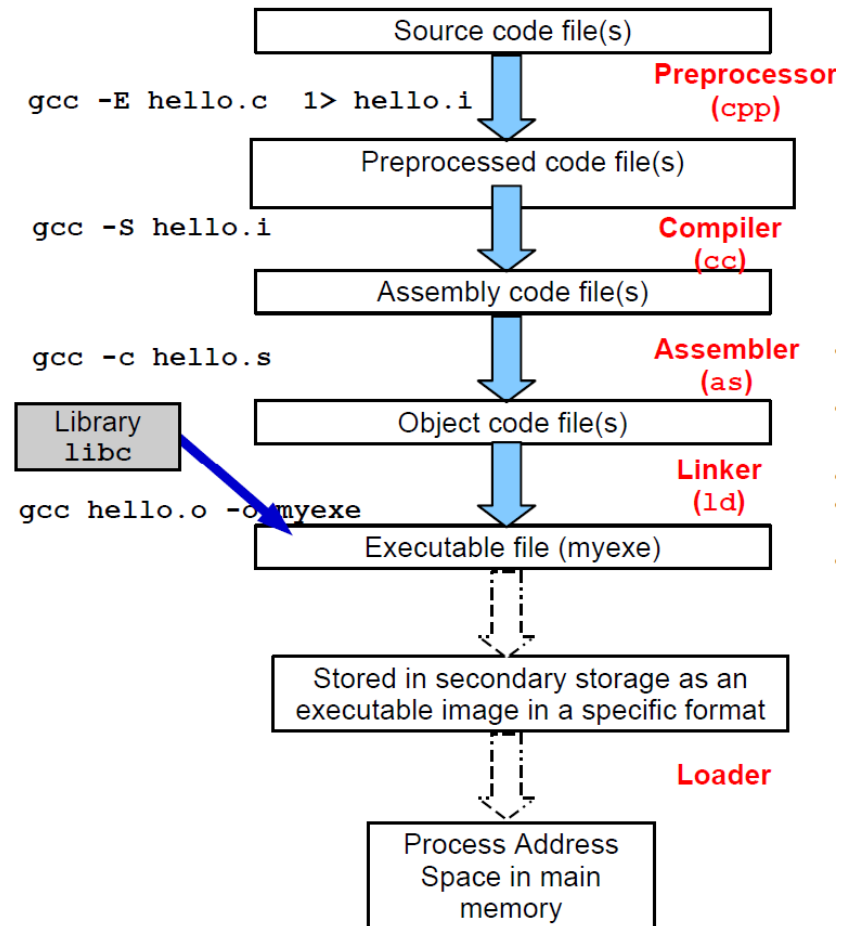 Source code file(s)
Preprocessor
gcc -E hello.c  1> hello.i
(cpp)
Preprocessed code file(s)
gcc -S hello.i
Compiler
(cc)
Assembly code file(s)
gcc -c hello.s
Assembler
(as)
Library
libc
Object code file(s)
Linker
(ld)
gcc hello.o -o myexe
Executable file (myexe)
Stored in secondary storage as an
executable image in a specific format
Loader
Process Address
Space in main
memory